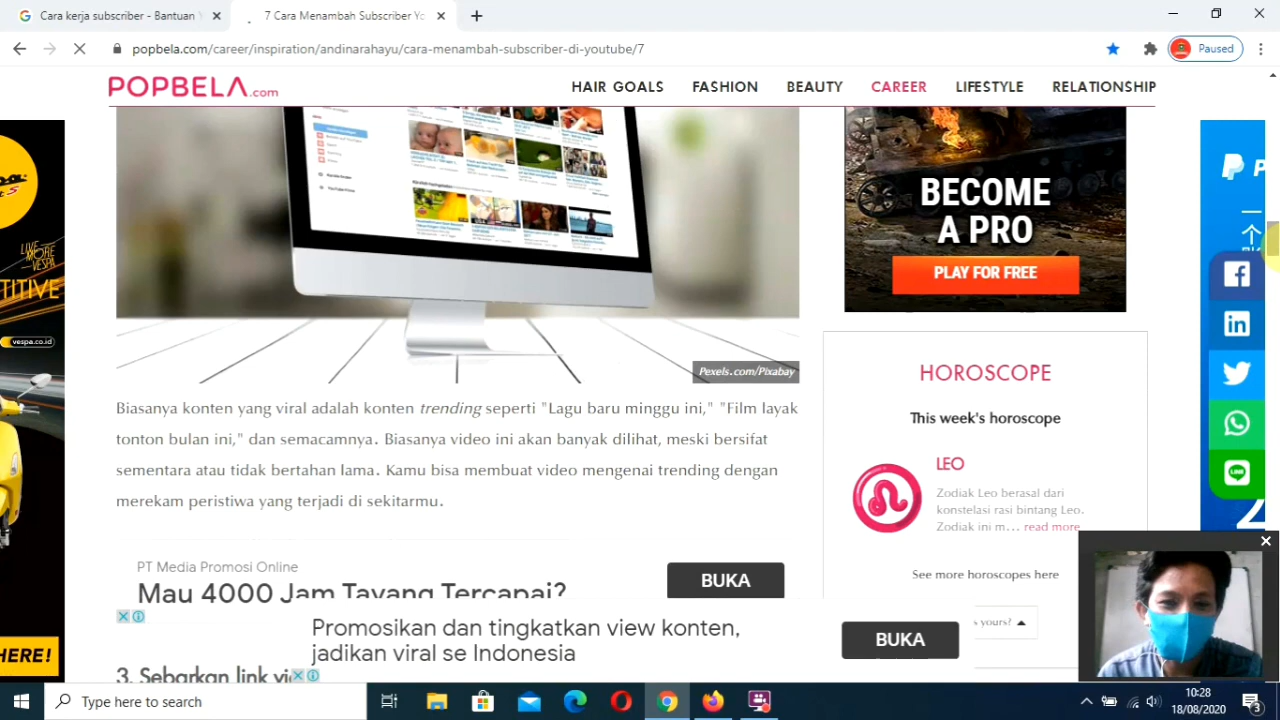 Cara kerja subscriber - Bantuan Y
7 Cara Menambah Subscriber Yo
popbela.com/career/inspiration/andinarahayu/cara-menambah-subscriber-di-youtube/7
Paused
POPBELA.com
HAIR GOALS
FASHION
BEAUTY
CAREER
LIFESTYLE
RELATIONSHIP
LIVE
MORE
VESPA
TITIVE
vespa.co.id
HERE!
Pexels.com/Pixabay
Biasanya konten yang viral adalah konten trending seperti "Lagu baru minggu ini," "Film layak
tonton bulan ini," dan semacamnya. Biasanya video ini akan banyak dilihat, meski bersifat
sementara atau tidak bertahan lama. Kamu bisa membuat video mengenai trending dengan
merekam peristiwa yang terjadi di sekitarmu.
PT Media Promosi Online
Mau 4000 Jam Tayang Tercapai?
BUKA
Promosikan dan tingkatkan view konten,
jadikan viral se Indonesia
BUKA
3. Sebarkan link vi
BECOME
A PRO
PLAY FOR FREE
HOROSCOPE
This week's horoscope
LEO
Zodiak Leo berasal dari
konstelasi rasi bintang Leo.
Zodiak ini m... read more
See more horoscopes here
s yours?
P
2
Type here to search
10:28
18/08/2020
3